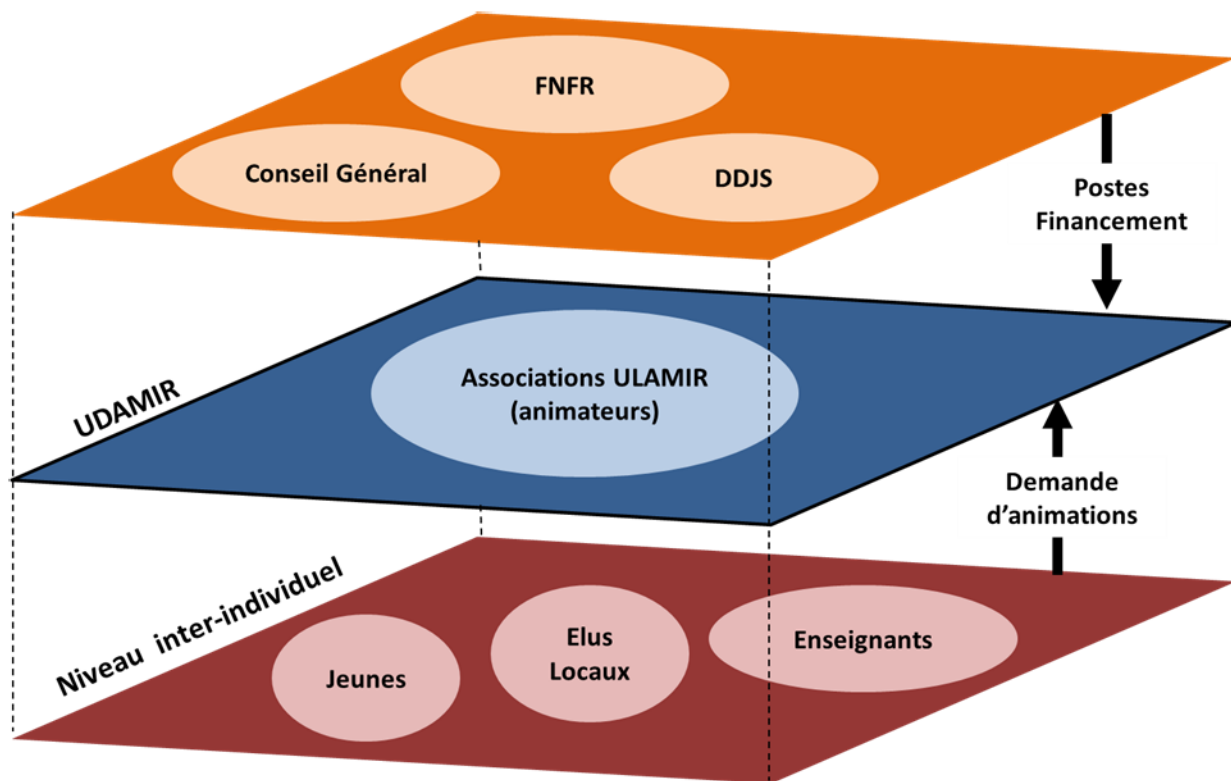 FNFR
Conseil Général
DDJS
Postes
Financement
UDAMIR
Associations ULAMIR
(animateurs)
Demande
d'animations
Niveau inter-individuel
Jeunes
Elus
Locaux
Enseignants